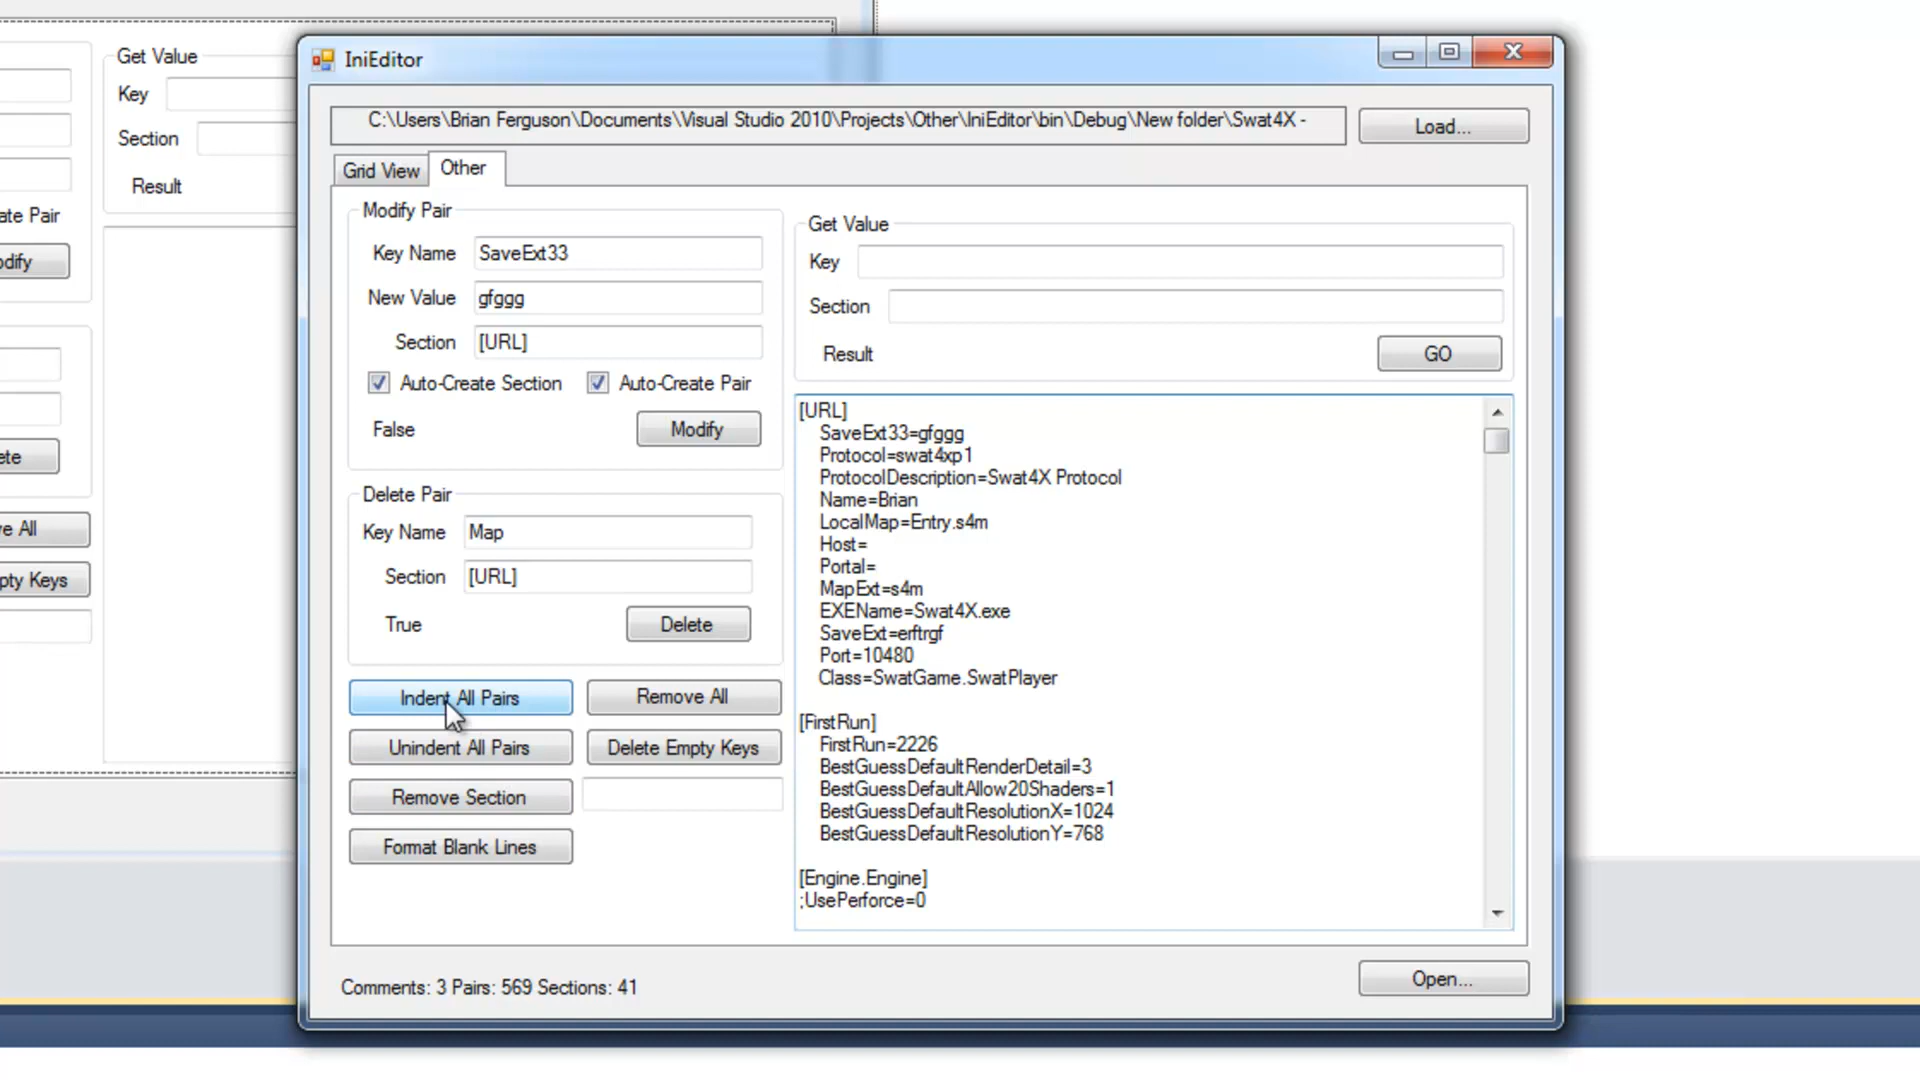 Get Value
Key
Section
Result
ate Pair
odify
ete
ve All
pty Keys
IniEditor
C:\Users\Brian Ferguson\Documents\Visual Studio 2010\Projects\Other\IniEditor\bin\Debug\New folder\Swat4X -
Load...
Grid View
Other
Modify Pair
Key Name SaveExt33
New Value gfggg
Section [URL]
Auto-Create Section Auto-Create Pair
False Modify
Delete Pair
Key Name Map
Section [URL]
True Delete
Indent All Pairs Remove All
Unindent All Pairs Delete Empty Keys
Remove Section
Format Blank Lines
Get Value
Key
Section
Result GO
[URL]
SaveExt33=gfggg
Protocol=swat4xp1
ProtocolDescription=Swat4X Protocol
Name=Brian
LocalMap=Entry.s4m
Host=
Portal=
MapExt=s4m
EXEName=Swat4X.exe
SaveExt=erftrgf
Port=10480
Class=SwatGame.SwatPlayer
[FirstRun]
FirstRun=2226
BestGuessDefaultRenderDetail=3
BestGuessDefaultAllow20Shaders=1
BestGuessDefaultResolutionX=1024
BestGuessDefaultResolutionY=768
[Engine.Engine]
;UsePerforce=0
Comments: 3 Pairs: 569 Sections: 41
Open...